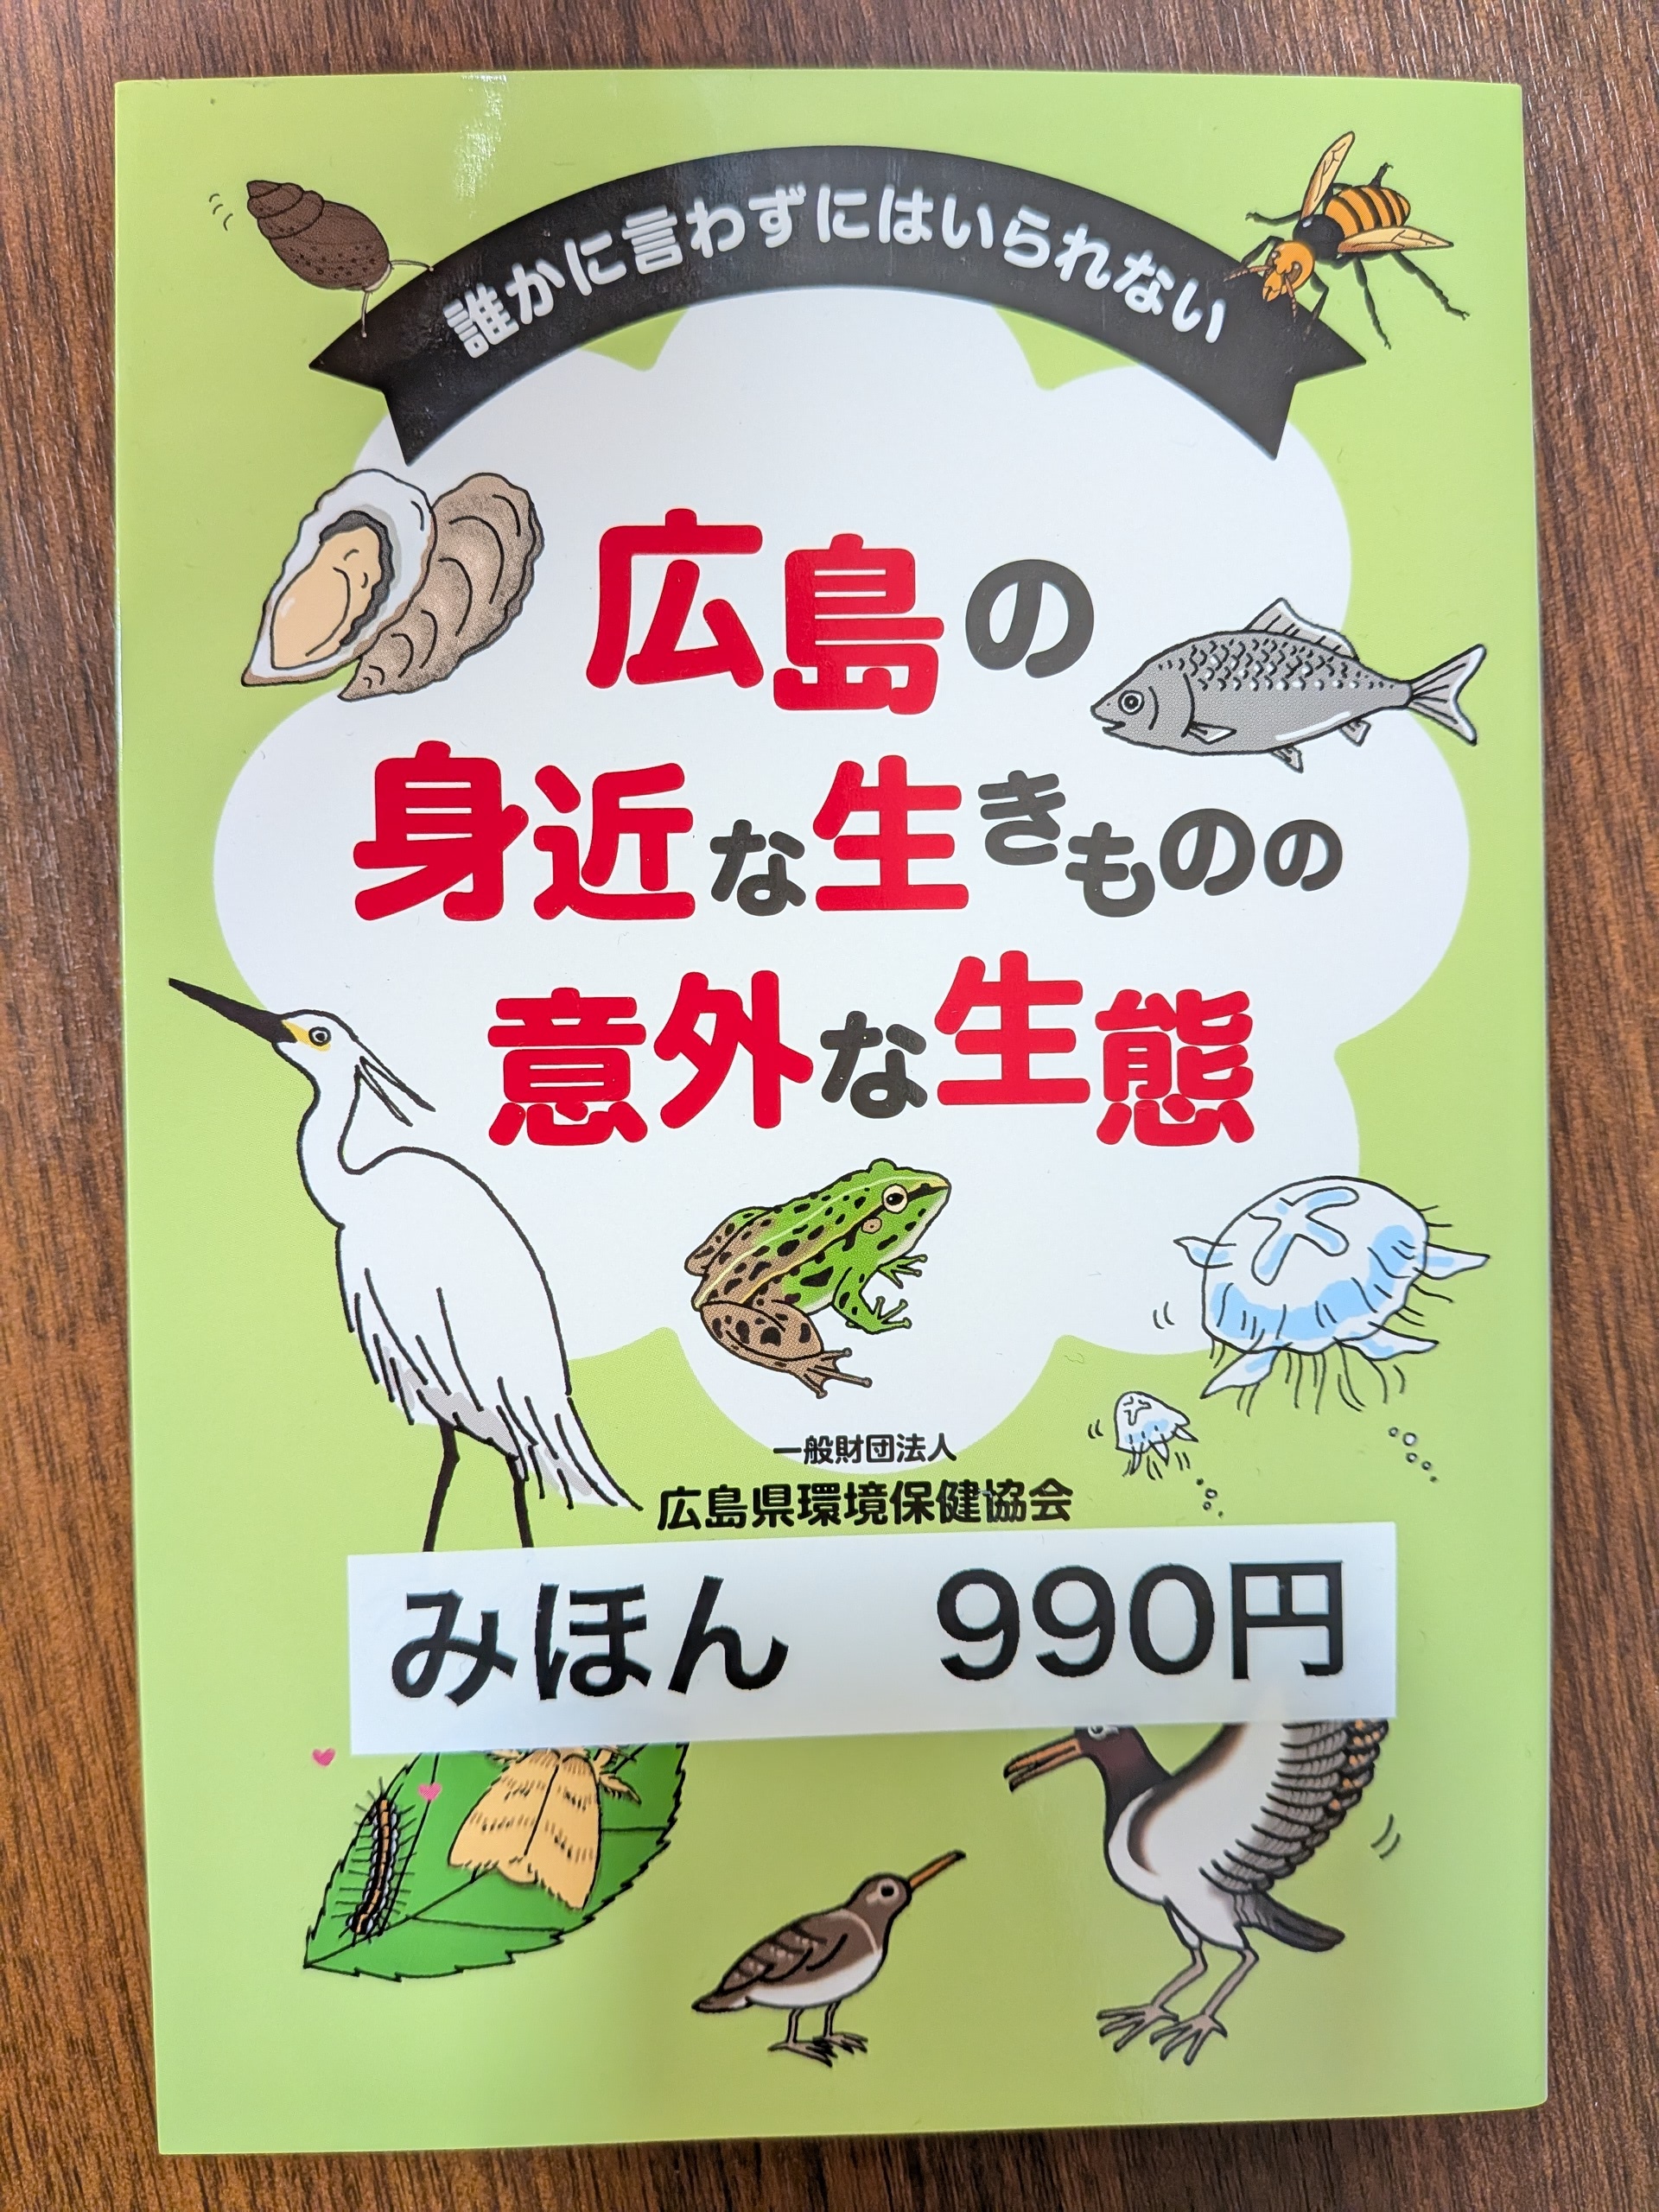 誰かに言わずにはいられない
広島の
身近な生きものの
意外な生態
一般財団法人
広島県環境保健協会
みほん 990円